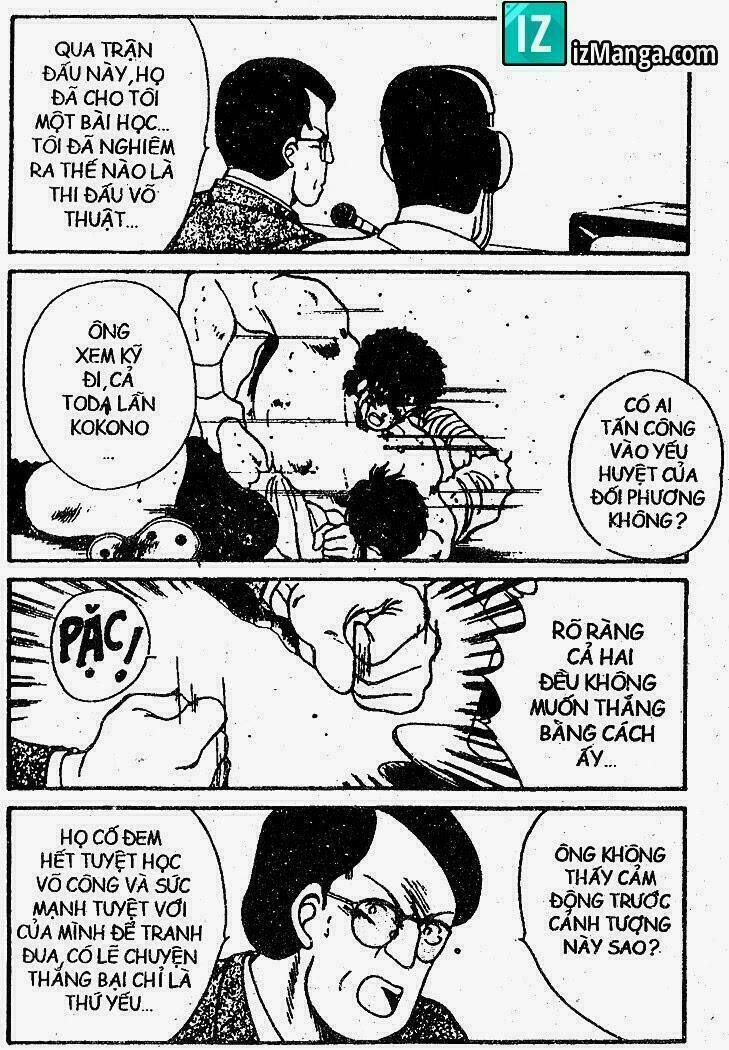 IZ
izManga.com
QUA TRẬN
ĐẤU NÀY, HỌ
ĐÃ CHO TÔI
MỘT BÀI HỌC...
TÔI ĐÃ NGHIÊM
RA THẾ NÀO LÀ
THI ĐẤU VÕ
THUẬT...
CÓ AI
TẤN CÔNG
VÀO YẾU
HUYỆT CỦA
ĐỐI PHƯƠNG
KHÔNG?
ÔNG
XEM KỸ
ĐI, CẢ
TODA LẪN
KOKONO
...
RÕ RÀNG
CẢ HAI
ĐỀU KHÔNG
MUỐN THẮNG
BẰNG CÁCH
ẤY...
PẶC!
ÔNG KHÔNG
THẤY CẢM
ĐỘNG TRƯỚC
CẢNH TƯỢNG
NÀY SAO?
HỌ CỐ ĐEM
HẾT TUYỆT HỌC
VÕ CÔNG VÀ SỨC
MẠNH TUYỆT VỜI
CỦA MÌNH ĐỂ TRANH
ĐUA, CÓ LẼ CHUYỆN
THẮNG BẠI CHỈ LÀ
THỨ YẾU...